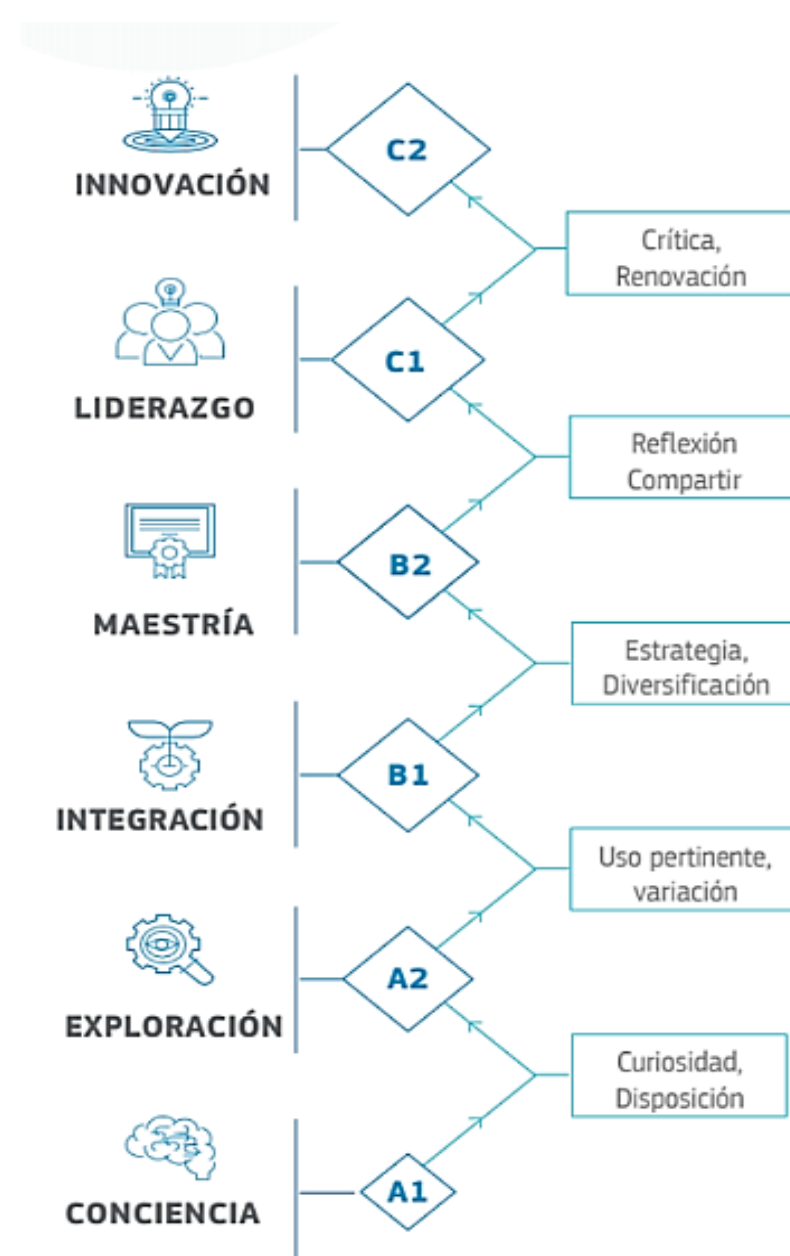 INNOVACIÓN
C2
Crítica,
Renovación
LIDERAZGO
C1
Reflexión
Compartir
MAESTRÍA
B2
Estrategia,
Diversificación
INTEGRACIÓN
B1
Uso pertinente,
variación
EXPLORACIÓN
A2
Curiosidad,
Disposición
CONCIENCIA
A1